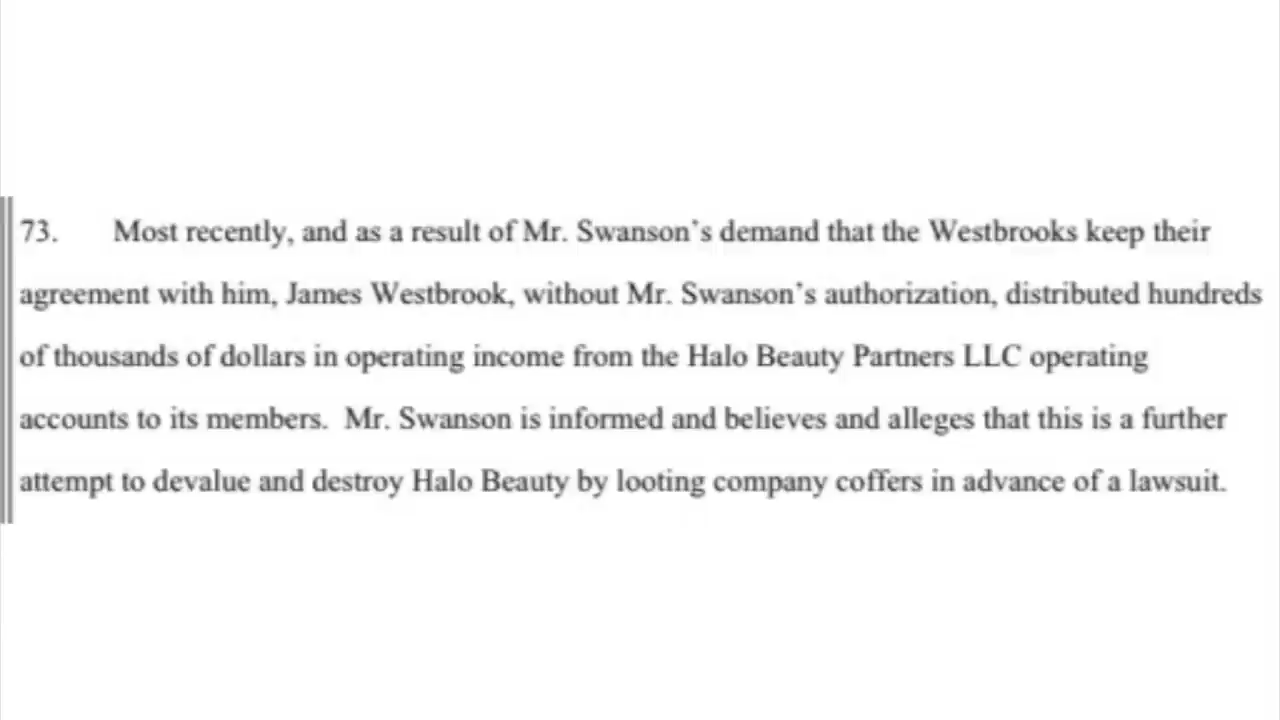 73. Most recently, and as a result of Mr. Swanson's demand that the Westbrooks keep their
agreement with him, James Westbrook, without Mr. Swanson's authorization, distributed hundreds
of thousands of dollars in operating income from the Halo Beauty Partners LLC operating
accounts to its members. Mr. Swanson is informed and believes and alleges that this is a further
attempt to devalue and destroy Halo Beauty by looting company coffers in advance of a lawsuit.